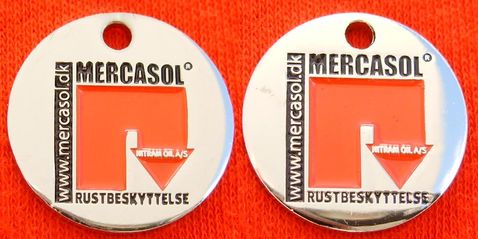 MERCASOL®
www.mercasol.dk
NITRAM OIL A/S
RUSTBESKYTTELSE
MERCASOL®
www.mercasol.dk
NITRAM OIL A/S
RUSTBESKYTTELSE